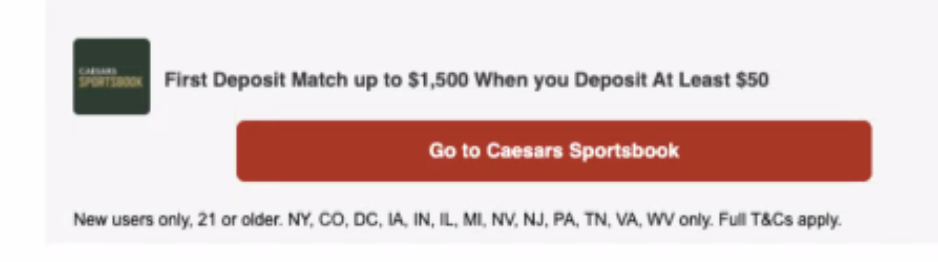 CAESARS
SPORTSBOOK
First Deposit Match up to $1,500 When you Deposit At Least $50
Go to Caesars Sportsbook
New users only, 21 or older. NY, CO, DC, IA, IN, IL, MI, NV, NJ, PA, TN, VA, WV only. Full T&Cs apply.